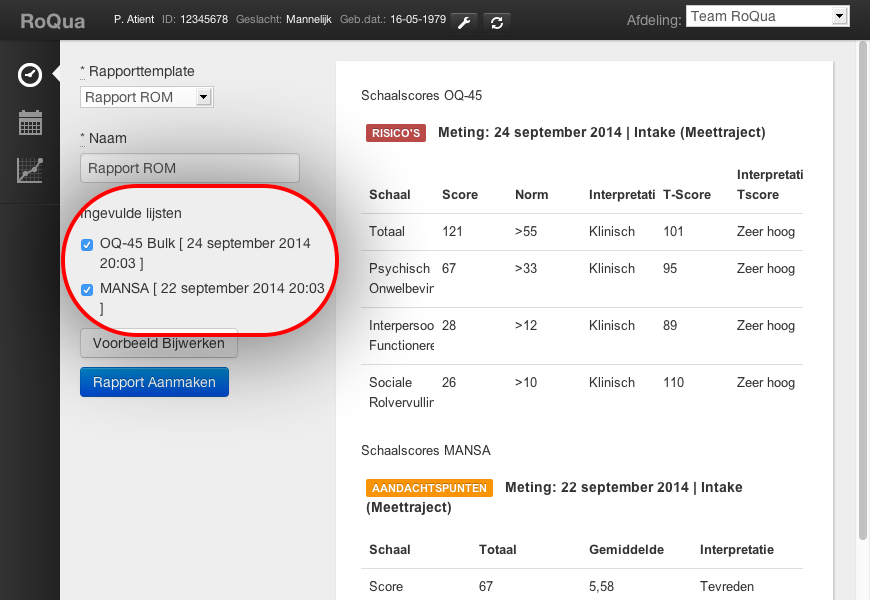 RoQua P. Atient ID: 12345678 Geslacht: Mannelijk Geb.dat.: 16-05-1979 Afdeling: Team RoQua
* Rapporttemplate
Rapport ROM
* Naam
Rapport ROM
Ingevulde lijsten
OQ-45 Bulk [ 24 september 2014
20:03 ]
MANSA [ 22 september 2014 20:03
]
Voorbeeld Bijwerken
Rapport Aanmaken
Schaalscores OQ-45
RISICO'S Meting: 24 september 2014 | Intake (Meettraject)
Schaal Score Norm Interpretati T-Score Interpretati
Tscore
Totaal 121 >55 Klinisch 101 Zeer hoog
Psychisch 67 >33 Klinisch 95 Zeer hoog
Onwelbevin
Interpersoo 28 >12 Klinisch 89 Zeer hoog
Functionere
Sociale 26 >10 Klinisch 110 Zeer hoog
Rolvervullin
Schaalscores MANSA
AANDACHTSPUNTEN Meting: 22 september 2014 | Intake
(Meettraject)
Schaal Totaal Gemiddelde Interpretatie
Score 67 5,58 Tevreden